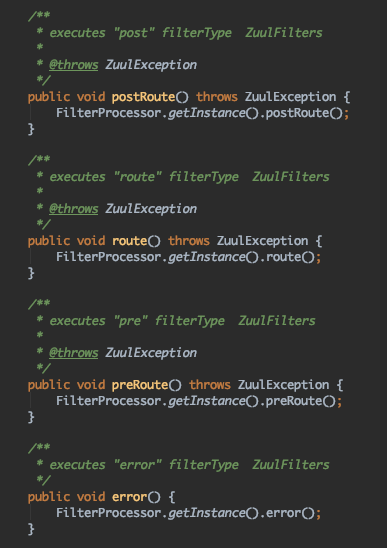 /**
 * executes "post" filterType  ZuulFilters
 *
 * @throws ZuulException
 */
public void postRoute() throws ZuulException {
    FilterProcessor.getInstance().postRoute();
}

/**
 * executes "route" filterType  ZuulFilters
 *
 * @throws ZuulException
 */
public void route() throws ZuulException {
    FilterProcessor.getInstance().route();
}

/**
 * executes "pre" filterType  ZuulFilters
 *
 * @throws ZuulException
 */
public void preRoute() throws ZuulException {
    FilterProcessor.getInstance().preRoute();
}

/**
 * executes "error" filterType  ZuulFilters
 */
public void error() {
    FilterProcessor.getInstance().error();
}